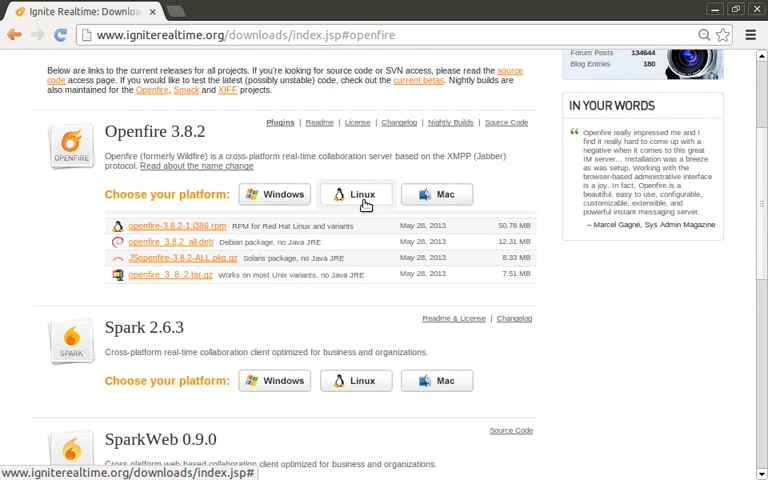 Ignite Realtime: Downloa
www.igniterealtime.org/downloads/index.jsp#openfire
Below are links to the current releases for all projects. If you're looking for source code or SVN access, please read the source
code access page. If you would like to test the latest (possibly unstable) code, check out the current betas. Nightly builds are
also maintained for the Openfire, Smack and XIFF projects.
Forum Posts 134644
Blog Entries 180
IN YOUR WORDS
Openfire really impressed me and I
find it really hard to come up with a
negative when it comes to this great
IM server... Installation was a breeze
as was setup. Working with the
browser-based administrative interface
is a joy. In fact, Openfire is a
beautiful, easy to use, configurable,
customizable, extensible, and
powerful instant messaging server.
– Marcel Gagné, Sys Admin Magazine
OPENFIRE
Openfire 3.8.2
Plugins | Readme | License | Changelog | Nightly Builds | Source Code
Openfire (formerly Wildfire) is a cross-platform real-time collaboration server based on the XMPP (Jabber)
protocol. Read about the name change
Choose your platform: Windows Linux Mac
openfire-3.8.2-1.i386.rpm RPM for Red Hat Linux and variants May 28, 2013 50.78 MB
openfire_3.8.2_all.deb Debian package, no Java JRE May 28, 2013 12.31 MB
JSopenfire-3.8.2-ALL.pkg.gz Solaris package, no Java JRE May 28, 2013 8.33 MB
openfire_3_8_2.tar.gz Works on most Unix variants, no Java JRE May 28, 2013 7.51 MB
SPARK
Spark 2.6.3
Readme & License | Changelog
Cross-platform real-time collaboration client optimized for business and organizations.
Choose your platform: Windows Linux Mac
SparkWeb 0.9.0
Source Code
Cross platform web based collaboration client optimized for business and organizations.
www.igniterealtime.org/downloads/index.jsp#